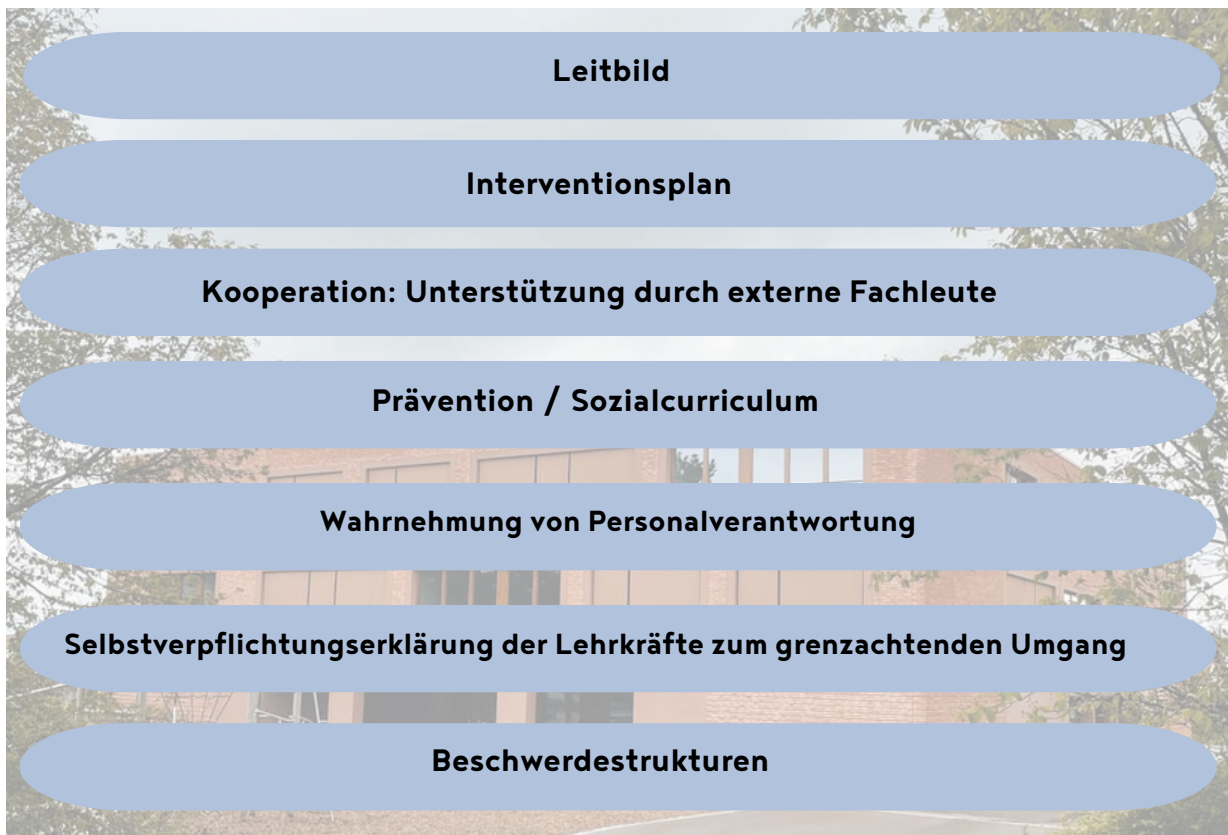 Leitbild
Interventionsplan
Kooperation: Unterstützung durch externe Fachleute
Prävention / Sozialcurriculum
Wahrnehmung von Personalverantwortung
Selbstverpflichtungserklärung der Lehrkräfte zum grenzachtenden Umgang
Beschwerdestrukturen